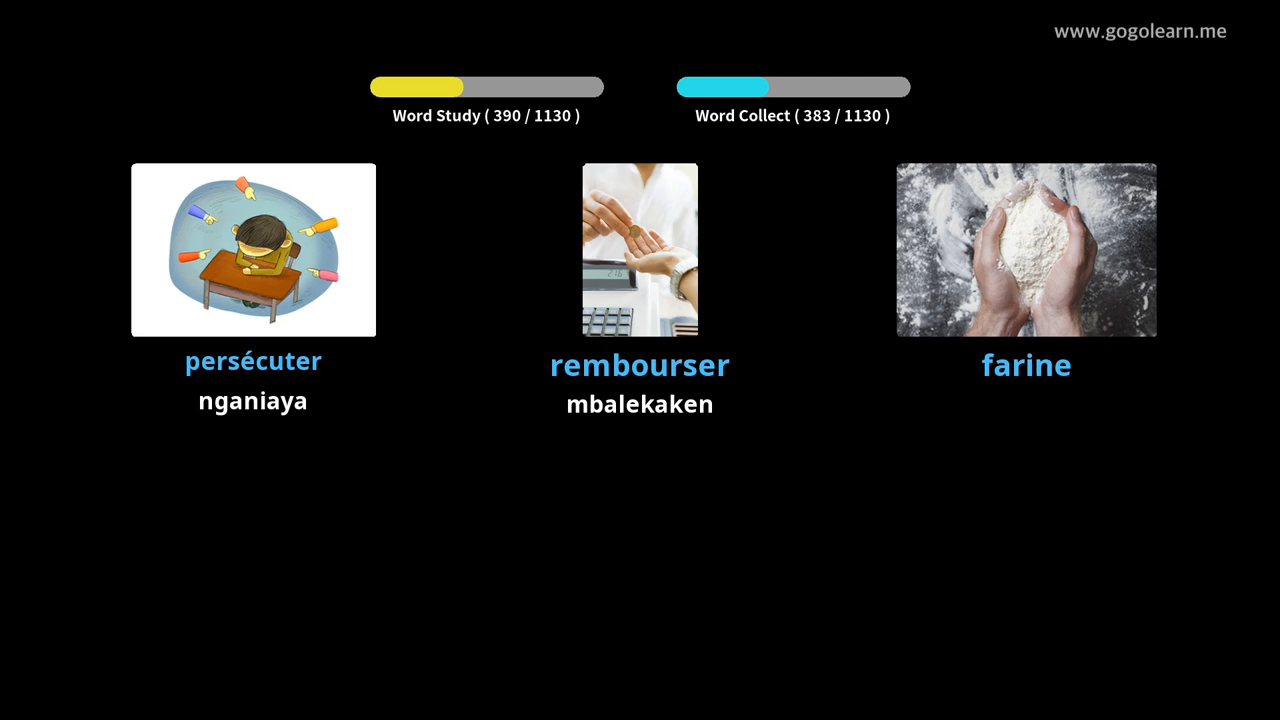 www.gogolearn.me
Word Study ( 390 / 1130 )
Word Collect ( 383 / 1130 )
persécuter
nganiaya
rembourser
mbalekaken
farine